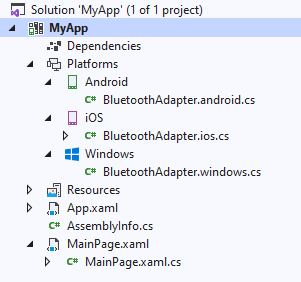 Solution 'MyApp' (1 of 1 project)
MyApp
Dependencies
Platforms
Android
C# BluetoothAdapter.android.cs
iOS
C# BluetoothAdapter.ios.cs
Windows
C# BluetoothAdapter.windows.cs
Resources
App.xaml
C# AssemblyInfo.cs
MainPage.xaml
C# MainPage.xaml.cs